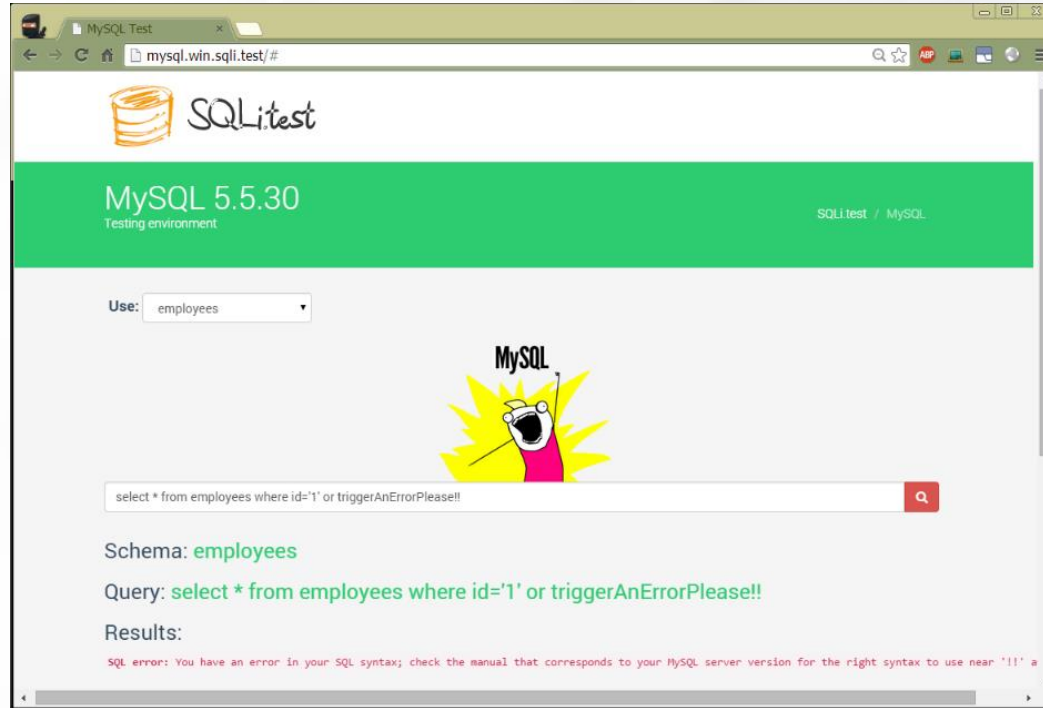 MySQL Test
mysql.win.sqli.test/#
ABP
SQLi.test
MySQL 5.5.30
Testing environment
SQLi.test / MySQL
Use: employees
MySQL
select * from employees where id='1' or triggerAnErrorPlease!!
Schema: employees
Query: select * from employees where id='1' or triggerAnErrorPlease!!
Results:
SQL error: You have an error in your SQL syntax; check the manual that corresponds to your MySQL server version for the right syntax to use near '!!' a